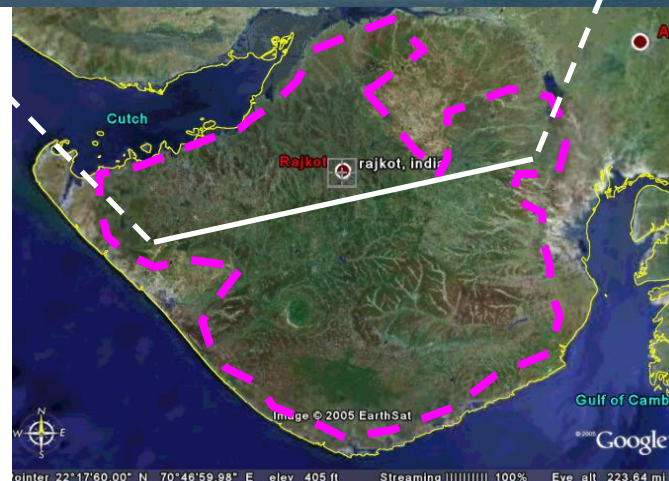 A
Cutch
Rajkot rajkot, india
Gulf of Camb
Image © 2005 EarthSat
N
W E
S
© 2005 Google
ointer 22°17'60.00" N 70°46'59.98" E elev 405 ft Streaming |||||||||| 100% Eye alt 223.64 mi